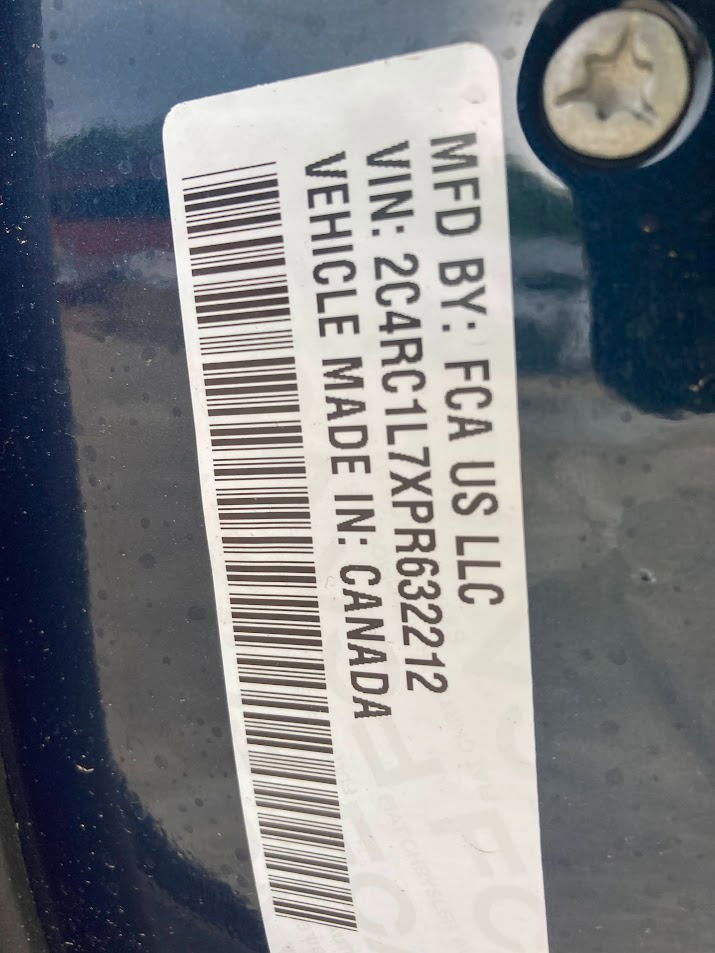 MFD BY: FCA US LLC
VIN: 2C4RC1L7XPR632212
VEHICLE MADE IN: CANADA